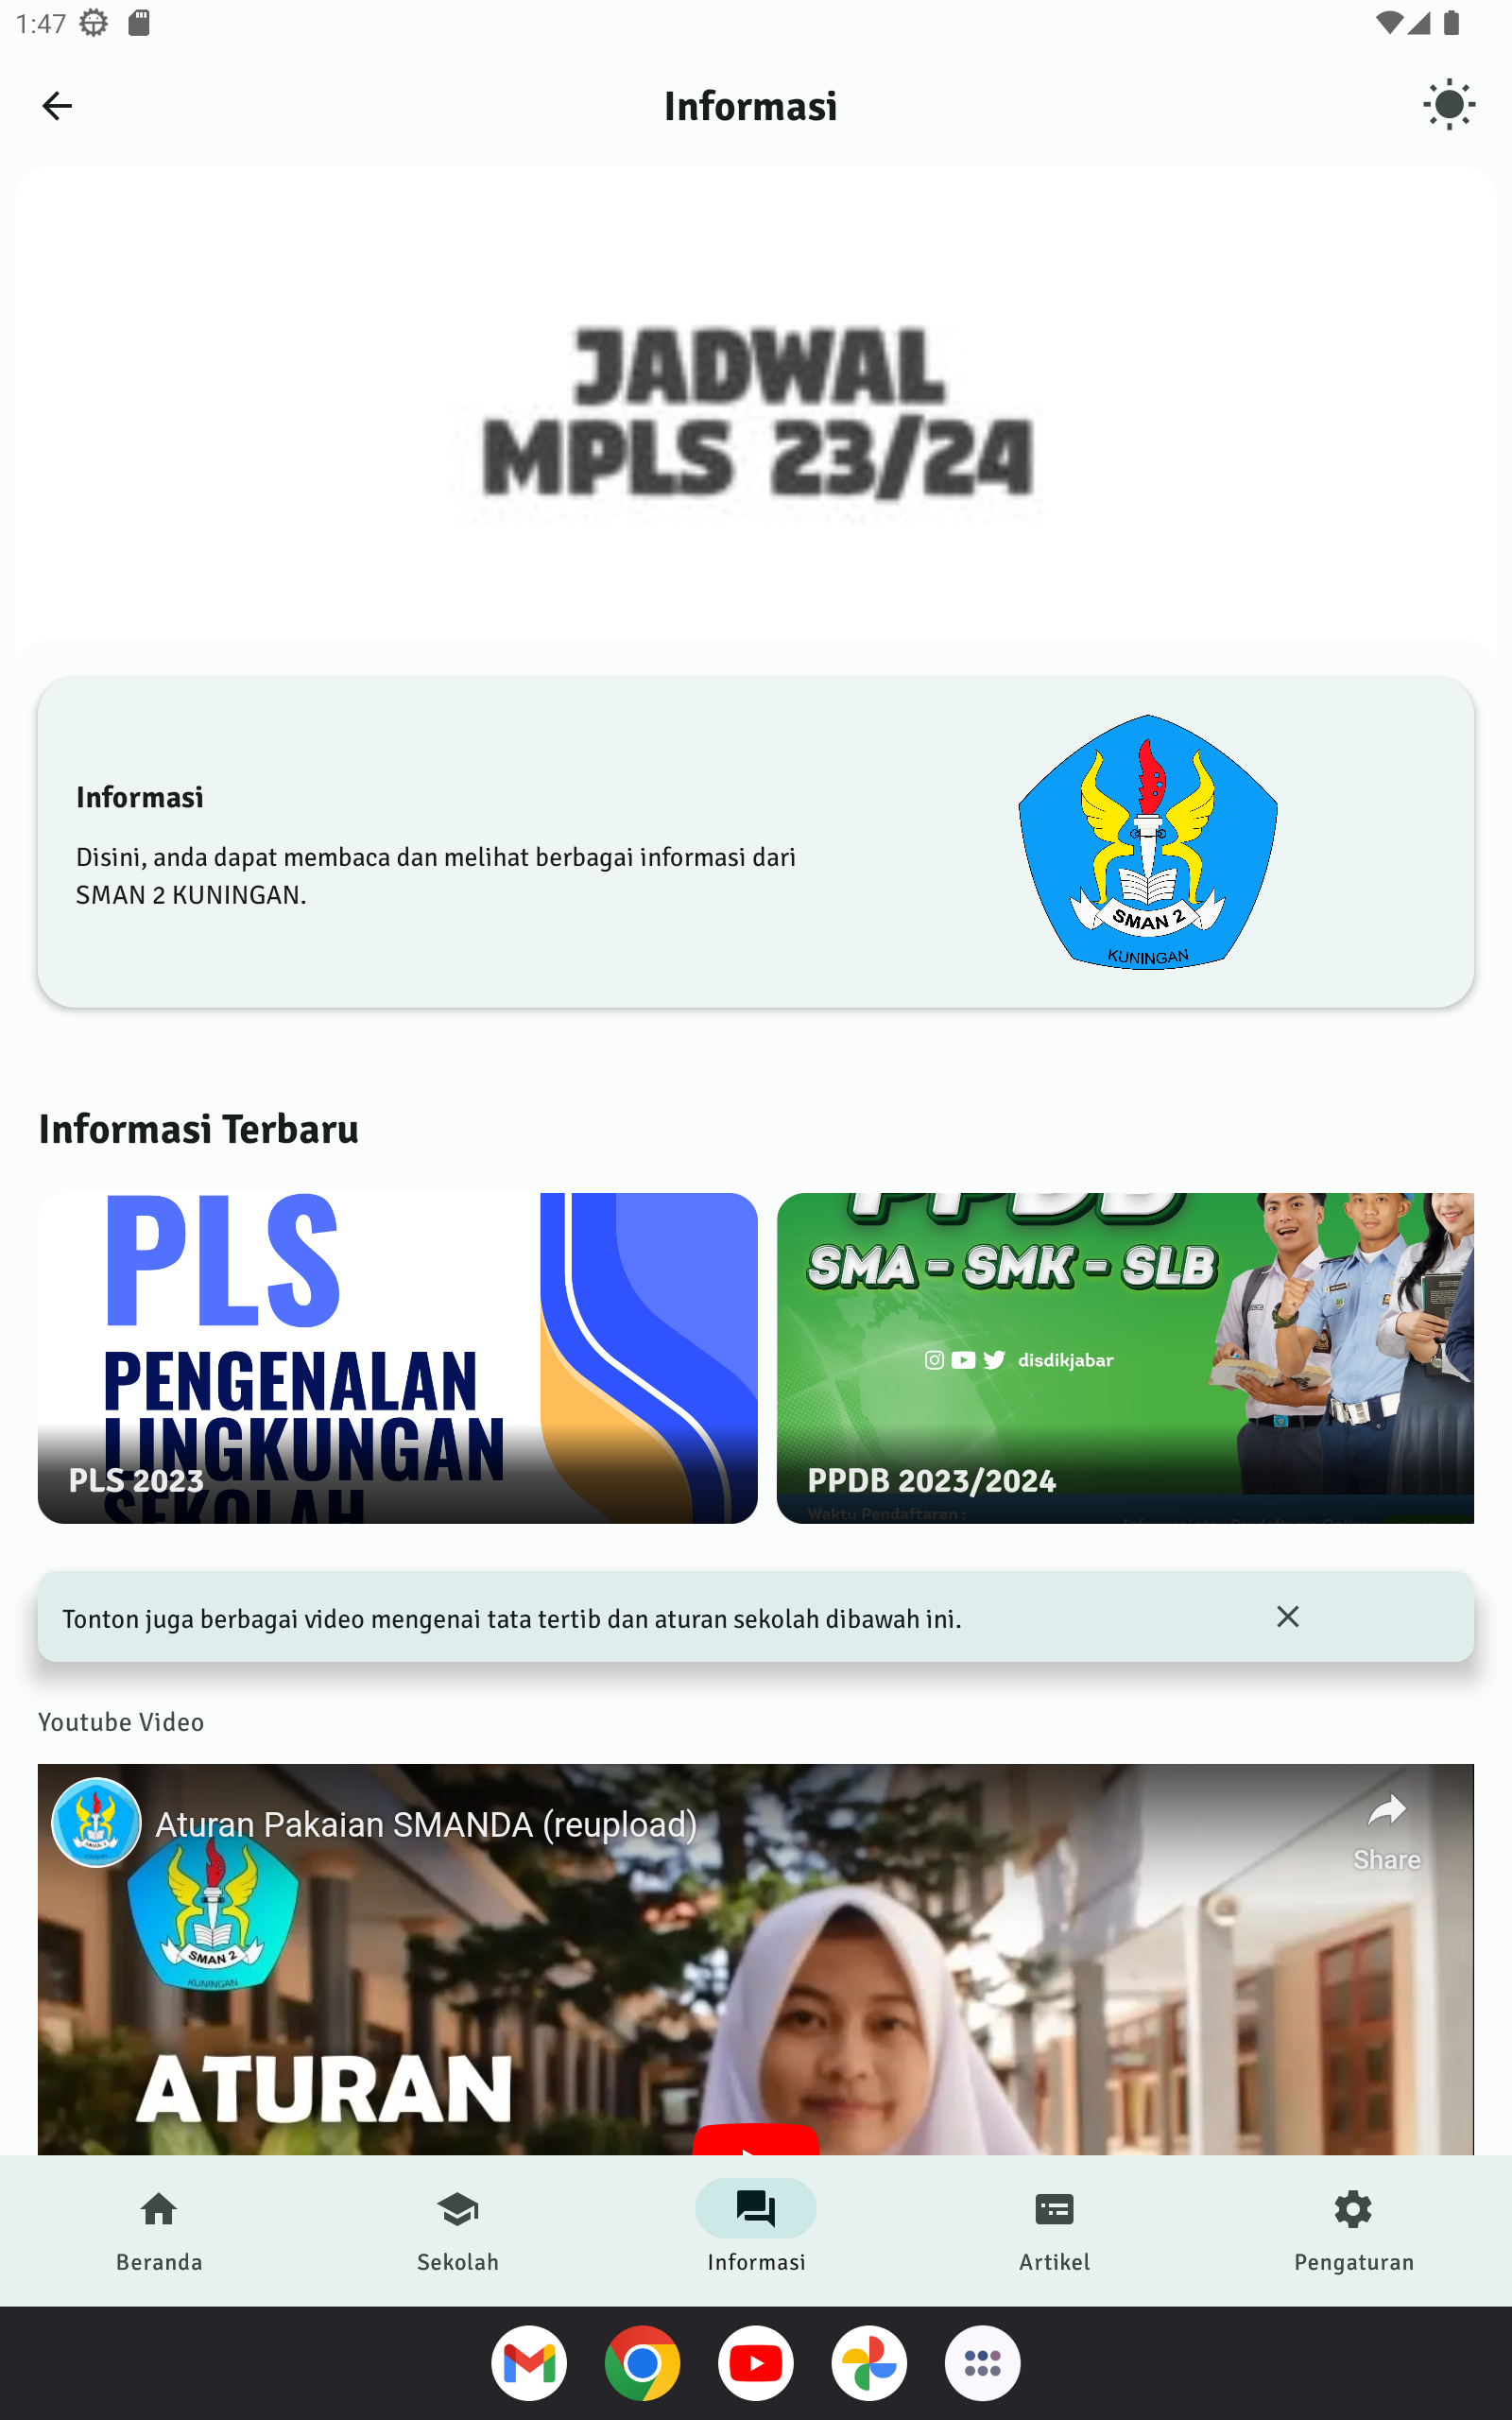 1:47
Informasi
JADWAL
MPLS 23/24
Informasi
Disini, anda dapat membaca dan melihat berbagai informasi dari
SMAN 2 KUNINGAN.
SMAN 2
KUNINGAN
Informasi Terbaru
PLS
PENGENALAN
LINGKUNGAN
SEKOLAH
PLS 2023
PPDB
SMA - SMK - SLB
disdikjabar
PPDB 2023/2024
Waktu Pendaftaran :
Tonton juga berbagai video mengenai tata tertib dan aturan sekolah dibawah ini.
Youtube Video
Aturan Pakaian SMANDA (reupload)
Share
SMAN 2
KUNINGAN
ATURAN
Beranda
Sekolah
Informasi
Artikel
Pengaturan